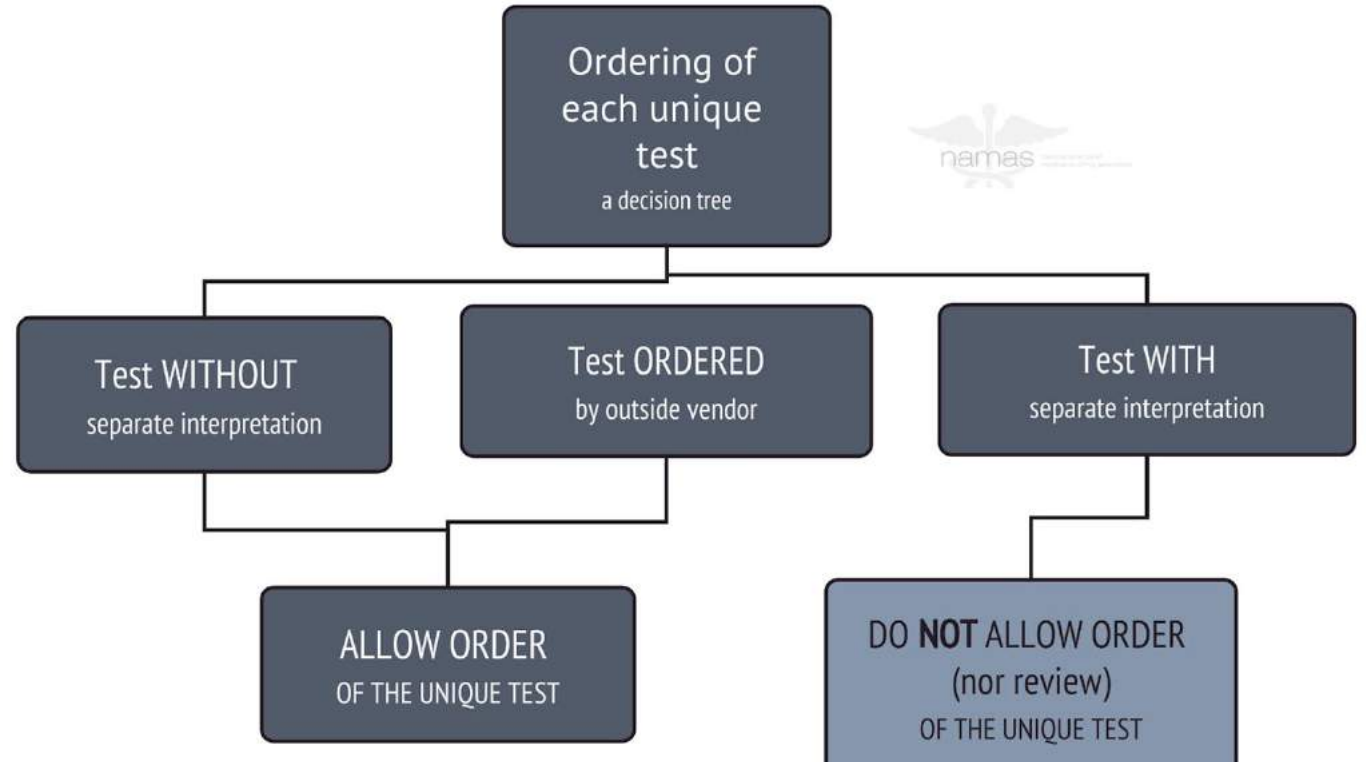 Ordering of
each unique
test
a decision tree
namas
Test WITHOUT
separate interpretation
Test ORDERED
by outside vendor
Test WITH
separate interpretation
ALLOW ORDER
OF THE UNIQUE TEST
DO NOT ALLOW ORDER
(nor review)
OF THE UNIQUE TEST